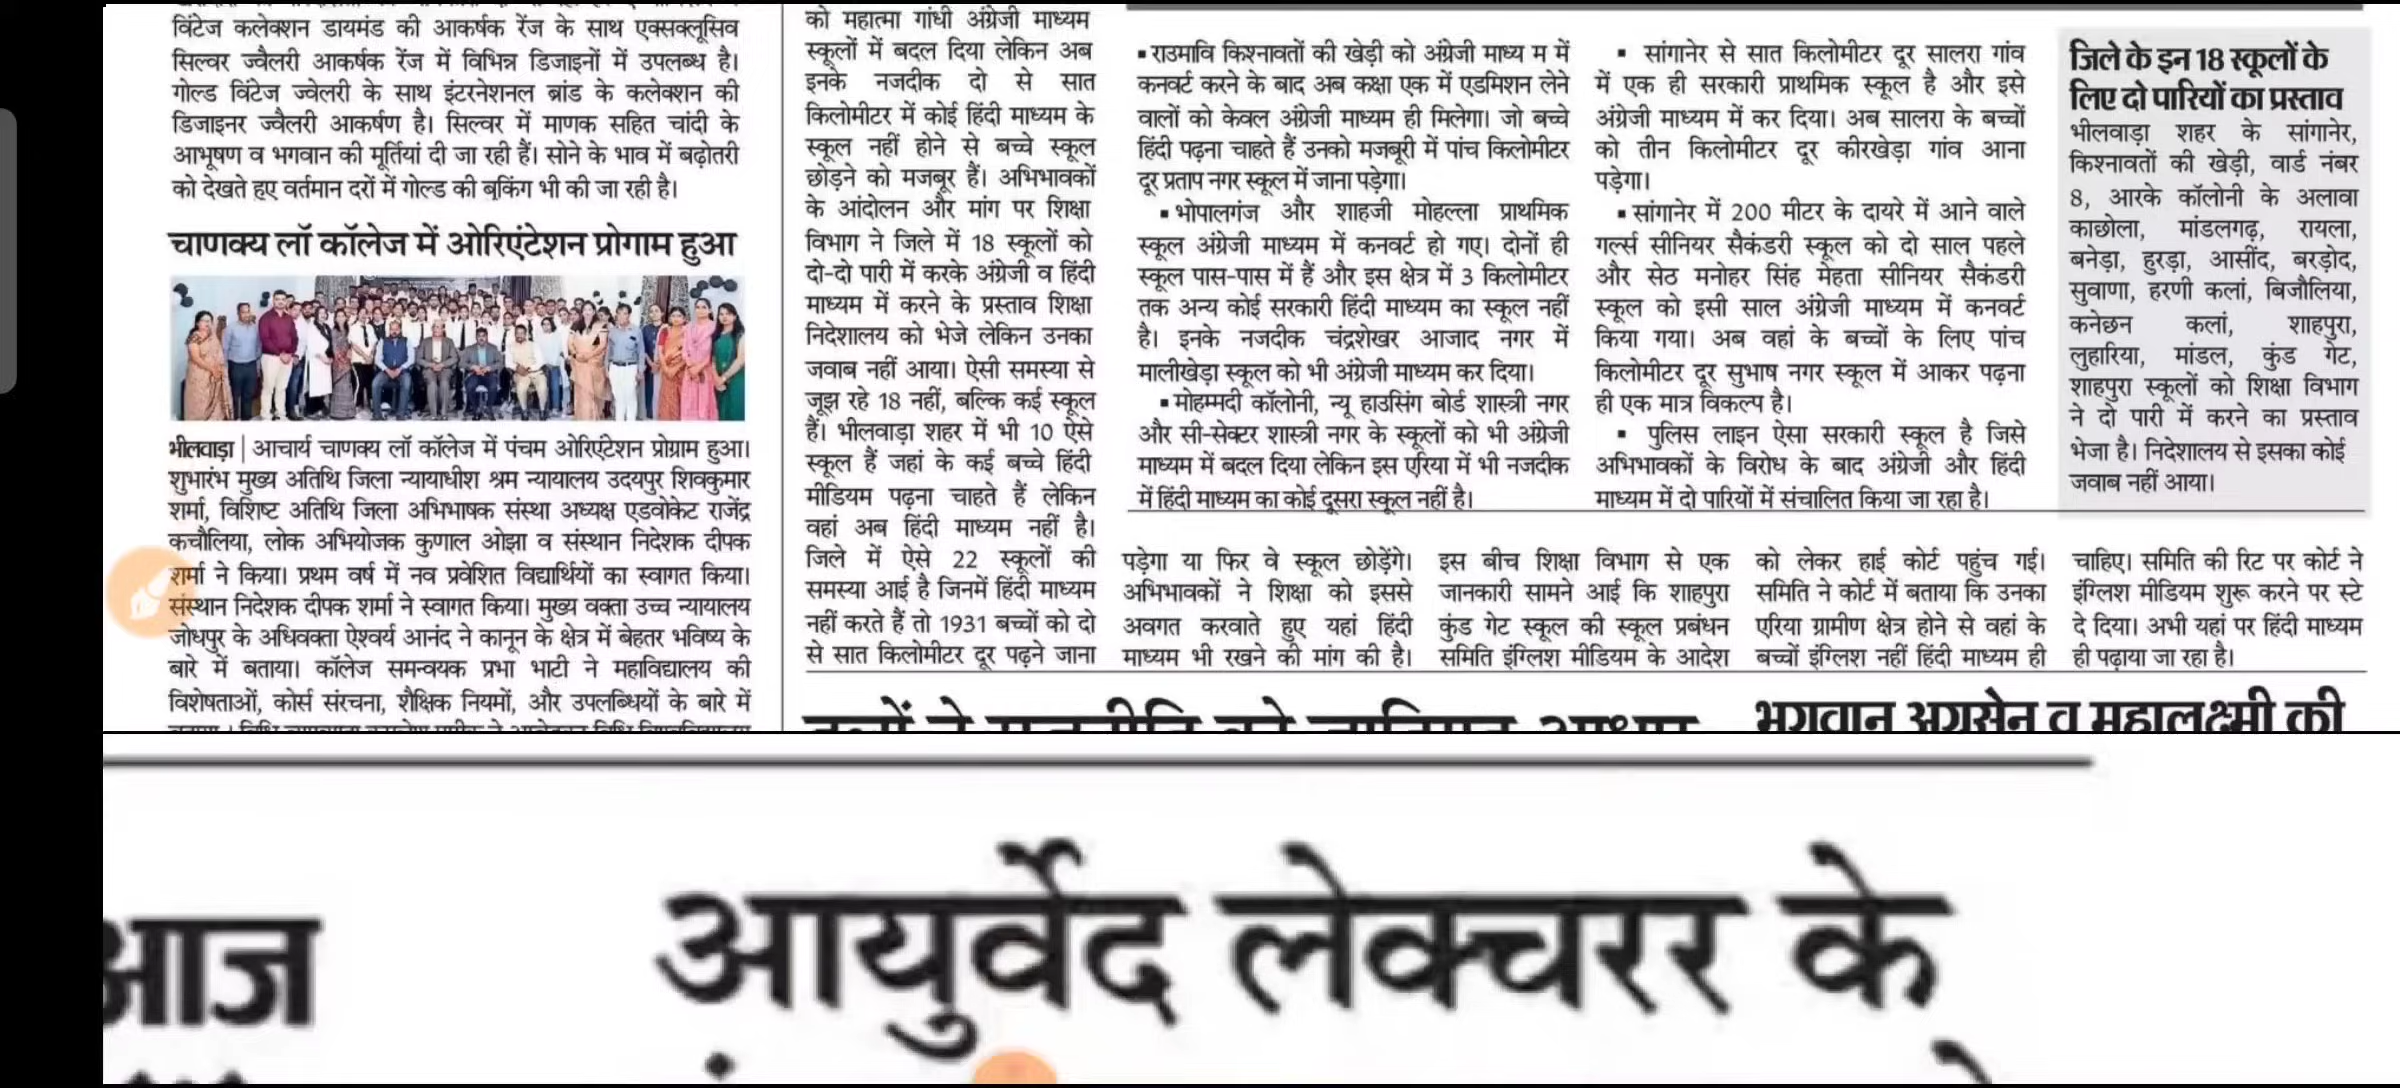 विंटेज कलेक्शन डायमंड की आकर्षक रेंज के साथ एक्सक्लूसिव
सिल्वर ज्वैलरी आकर्षक रेंज में विभिन्न डिजाइनों में उपलब्ध है।
गोल्ड विंटेज ज्वेलरी के साथ इंटरनेशनल ब्रांड के कलेक्शन की
डिजाइनर ज्वैलरी आकर्षण है। सिल्वर में माणक सहित चांदी के
आभूषण व भगवान की मूर्तियां दी जा रही हैं। सोने के भाव में बढ़ोतरी
को देखते हुए वर्तमान दरों में गोल्ड की बुकिंग भी की जा रही है।
चाणक्य लॉ कॉलेज में ओरिएंटेशन प्रोगाम हुआ
भीलवाड़ा | आचार्य चाणक्य लॉ कॉलेज में पंचम ओरिएंटेशन प्रोग्राम हुआ।
शुभारंभ मुख्य अतिथि जिला न्यायाधीश श्रम न्यायालय उदयपुर शिवकुमार
शर्मा, विशिष्ट अतिथि जिला अभिभाषक संस्था अध्यक्ष एडवोकेट राजेंद्र
कचौलिया, लोक अभियोजक कुणाल ओझा व संस्थान निदेशक दीपक
शर्मा ने किया। प्रथम वर्ष में नव प्रवेशित विद्यार्थियों का स्वागत किया।
संस्थान निदेशक दीपक शर्मा ने स्वागत किया। मुख्य वक्ता उच्च न्यायालय
जोधपुर के अधिवक्ता ऐश्वर्य आनंद ने कानून के क्षेत्र में बेहतर भविष्य के
बारे में बताया। कॉलेज समन्वयक प्रभा भाटी ने महाविद्यालय की
विशेषताओं, कोर्स संरचना, शैक्षिक नियमों, और उपलब्धियों के बारे में
को महात्मा गांधी अंग्रेजी माध्यम
स्कूलों में बदल दिया लेकिन अब
इनके नजदीक दो से सात
किलोमीटर में कोई हिंदी माध्यम के
स्कूल नहीं होने से बच्चे स्कूल
छोड़ने को मजबूर हैं। अभिभावकों
के आंदोलन और मांग पर शिक्षा
विभाग ने जिले में 18 स्कूलों को
दो-दो पारी में करके अंग्रेजी व हिंदी
माध्यम में करने के प्रस्ताव शिक्षा
निदेशालय को भेजे लेकिन उनका
जवाब नहीं आया। ऐसी समस्या से
जूझ रहे 18 नहीं, बल्कि कई स्कूल
हैं। भीलवाड़ा शहर में भी 10 ऐसे
स्कूल हैं जहां के कई बच्चे हिंदी
मीडियम पढ़ना चाहते हैं लेकिन
वहां अब हिंदी माध्यम नहीं है।
जिले में ऐसे 22 स्कूलों की
समस्या आई है जिनमें हिंदी माध्यम
नहीं करते हैं तो 1931 बच्चों को दो
से सात किलोमीटर दूर पढ़ने जाना
▪ राउमावि किश्नावतों की खेड़ी को अंग्रेजी माध्य म में
कनवर्ट करने के बाद अब कक्षा एक में एडमिशन लेने
वालों को केवल अंग्रेजी माध्यम ही मिलेगा। जो बच्चे
हिंदी पढ़ना चाहते हैं उनको मजबूरी में पांच किलोमीटर
दूर प्रताप नगर स्कूल में जाना पड़ेगा।
▪ भोपालगंज और शाहजी मोहल्ला प्राथमिक
स्कूल अंग्रेजी माध्यम में कनवर्ट हो गए। दोनों ही
स्कूल पास-पास में हैं और इस क्षेत्र में 3 किलोमीटर
तक अन्य कोई सरकारी हिंदी माध्यम का स्कूल नहीं
है। इनके नजदीक चंद्रशेखर आजाद नगर में
मालीखेड़ा स्कूल को भी अंग्रेजी माध्यम कर दिया।
▪ मोहम्मदी कॉलोनी, न्यू हाउसिंग बोर्ड शास्त्री नगर
और सी-सेक्टर शास्त्री नगर के स्कूलों को भी अंग्रेजी
माध्यम में बदल दिया लेकिन इस एरिया में भी नजदीक
में हिंदी माध्यम का कोई दूसरा स्कूल नहीं है।
▪ सांगानेर से सात किलोमीटर दूर सालरा गांव
में एक ही सरकारी प्राथमिक स्कूल है और इसे
अंग्रेजी माध्यम में कर दिया। अब सालरा के बच्चों
को तीन किलोमीटर दूर कीरखेड़ा गांव आना
पड़ेगा।
▪ सांगानेर में 200 मीटर के दायरे में आने वाले
गर्ल्स सीनियर सैकंडरी स्कूल को दो साल पहले
और सेठ मनोहर सिंह मेहता सीनियर सैकंडरी
स्कूल को इसी साल अंग्रेजी माध्यम में कनवर्ट
किया गया। अब वहां के बच्चों के लिए पांच
किलोमीटर दूर सुभाष नगर स्कूल में आकर पढ़ना
ही एक मात्र विकल्प है।
▪ पुलिस लाइन ऐसा सरकारी स्कूल है जिसे
अभिभावकों के विरोध के बाद अंग्रेजी और हिंदी
माध्यम में दो पारियों में संचालित किया जा रहा है।
जिले के इन 18 स्कूलों के
लिए दो पारियों का प्रस्ताव
भीलवाड़ा शहर के सांगानेर,
किश्नावतों की खेड़ी, वार्ड नंबर
8, आरके कॉलोनी के अलावा
काछोला, मांडलगढ़, रायला,
बनेड़ा, हुरड़ा, आसींद, बरड़ोद,
सुवाणा, हरणी कलां, बिजौलिया,
कनेछन कलां, शाहपुरा,
लुहारिया, मांडल, कुंड गेट,
शाहपुरा स्कूलों को शिक्षा विभाग
ने दो पारी में करने का प्रस्ताव
भेजा है। निदेशालय से इसका कोई
जवाब नहीं आया।
पड़ेगा या फिर वे स्कूल छोड़ेंगे।
अभिभावकों ने शिक्षा को इससे
अवगत करवाते हुए यहां हिंदी
माध्यम भी रखने की मांग की है।
इस बीच शिक्षा विभाग से एक
जानकारी सामने आई कि शाहपुरा
कुंड गेट स्कूल की स्कूल प्रबंधन
समिति इंग्लिश मीडियम के आदेश
को लेकर हाई कोर्ट पहुंच गई।
समिति ने कोर्ट में बताया कि उनका
एरिया ग्रामीण क्षेत्र होने से वहां के
बच्चों इंग्लिश नहीं हिंदी माध्यम ही
चाहिए। समिति की रिट पर कोर्ट ने
इंग्लिश मीडियम शुरू करने पर स्टे
दे दिया। अभी यहां पर हिंदी माध्यम
ही पढ़ाया जा रहा है।
भगवान अग्रसेन व महालक्ष्मी की
आज
आयुर्वेद लेक्चरर के